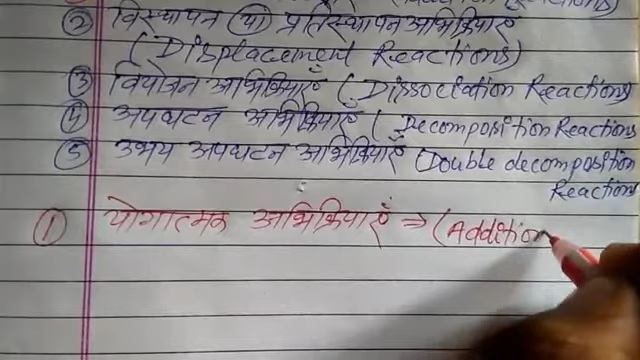 ② विस्थापन (या) प्रतिस्थापन अभिक्रियाएँ
(Displacement Reactions)
③ वियोजन अभिक्रियाएँ (Dissociation Reactions
④ अपघटन अभिक्रियाएँ (Decomposition Reactions
⑤ उभय अपघटन अभिक्रियाएँ (Double decomposition
Reactions
① योगात्मक अभिक्रियाएँ ⇒ (Addition